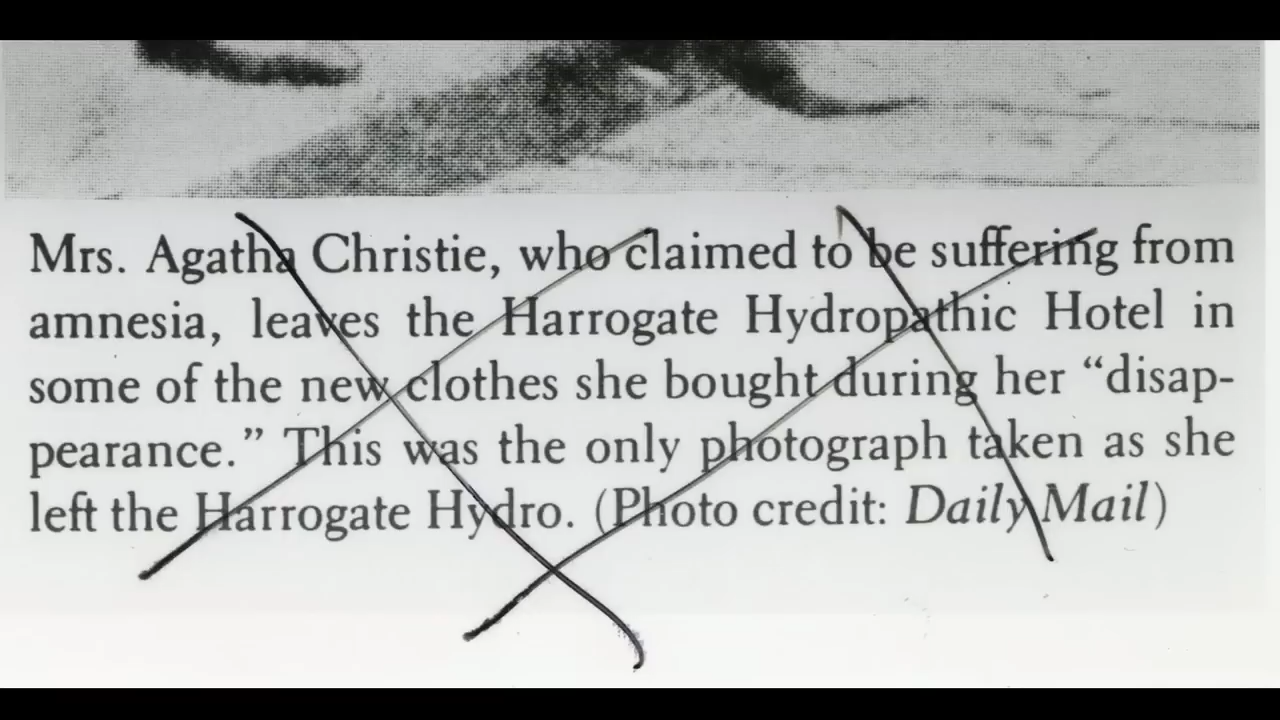 Mrs. Agatha Christie, who claimed to be suffering from
amnesia, leaves the Harrogate Hydropathic Hotel in
some of the new clothes she bought during her “disap-
pearance.” This was the only photograph taken as she
left the Harrogate Hydro. (Photo credit: Daily Mail)